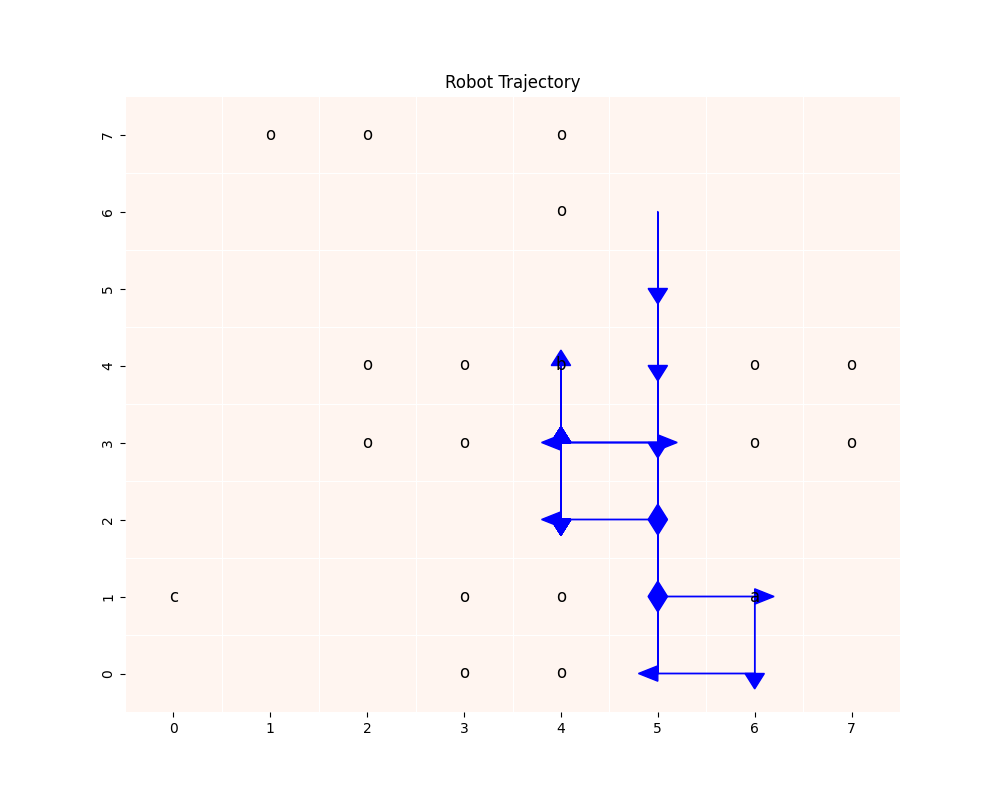 Robot Trajectory
7 o o o
6 o
5
4 o o b o o
3 o o o o
2
1 c o o a
0 o o
0 1 2 3 4 5 6 7